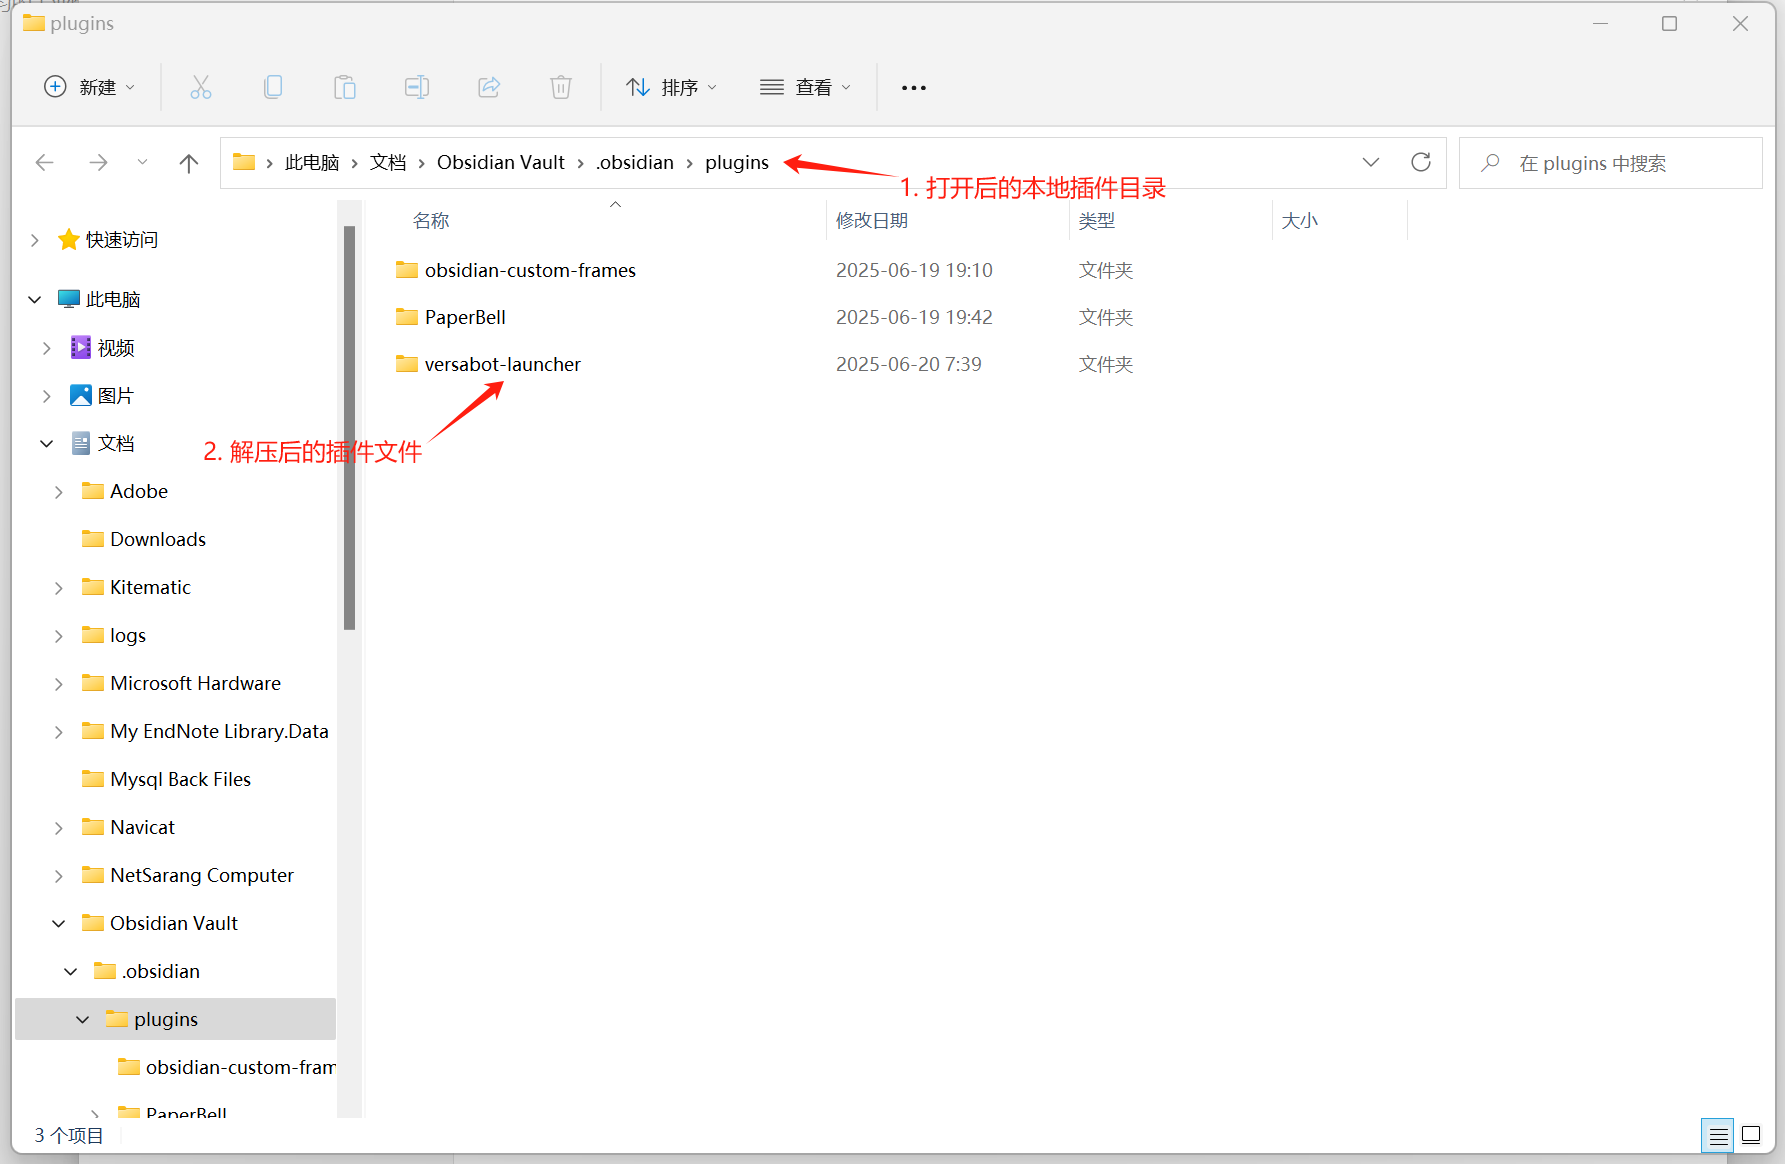 plugins
新建
排序
查看
此电脑 › 文档 › Obsidian Vault › .obsidian › plugins
在 plugins 中搜索
1. 打开后的本地插件目录
名称
修改日期
类型
大小
obsidian-custom-frames
2025-06-19 19:10
文件夹
PaperBell
2025-06-19 19:42
文件夹
versabot-launcher
2025-06-20 7:39
文件夹
2. 解压后的插件文件
快速访问
此电脑
视频
图片
文档
Adobe
Downloads
Kitematic
logs
Microsoft Hardware
My EndNote Library.Data
Mysql Back Files
Navicat
NetSarang Computer
Obsidian Vault
.obsidian
plugins
obsidian-custom-fram
PaperBell
3 个项目